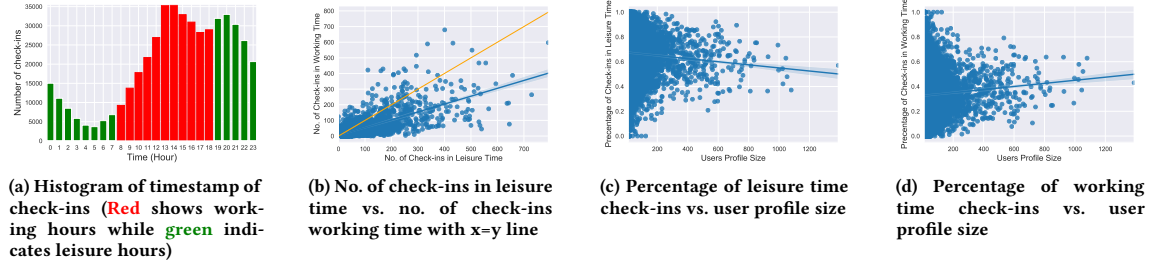 35000
30000
25000
20000
15000
10000
5000
0
Number of check-ins
0 1 2 3 4 5 6 7 8 9 10 11 12 13 14 15 16 17 18 19 20 21 22 23
Time (Hour)
(a) Histogram of timestamp of
check-ins (Red shows work-
ing hours while green indi-
cates leisure hours)
800
700
600
500
400
300
200
100
0
No. of Check-ins in Working Time
0 100 200 300 400 500 600 700
No. of Check-ins in Leisure Time
(b) No. of check-ins in leisure
time vs. no. of check-ins
working time with x=y line
1.0
0.8
0.6
0.4
0.2
0.0
Prercentage of Check-ins in Leisure Time
200 400 600 800 1000 1200
Users Profile Size
(c) Percentage of leisure time
check-ins vs. user profile size
1.0
0.8
0.6
0.4
0.2
0.0
Prercentage of Check-ins in Working Time
200 400 600 800 1000 1200
Users Profile Size
(d) Percentage of working
time check-ins vs. user
profile size